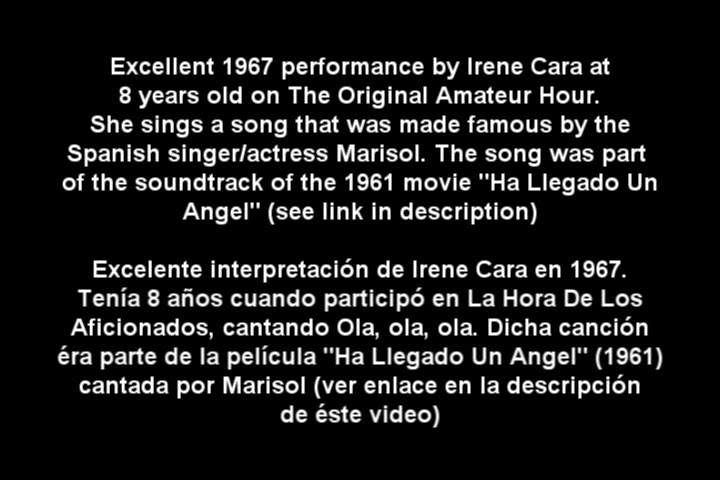 Excellent 1967 performance by Irene Cara at
8 years old on The Original Amateur Hour.
She sings a song that was made famous by the
Spanish singer/actress Marisol. The song was part
of the soundtrack of the 1961 movie "Ha Llegado Un
Angel" (see link in description)
Excelente interpretación de Irene Cara en 1967.
Tenía 8 años cuando participó en La Hora De Los
Aficionados, cantando Ola, ola, ola. Dicha canción
éra parte de la película "Ha Llegado Un Angel" (1961)
cantada por Marisol (ver enlace en la descripción
de éste video)